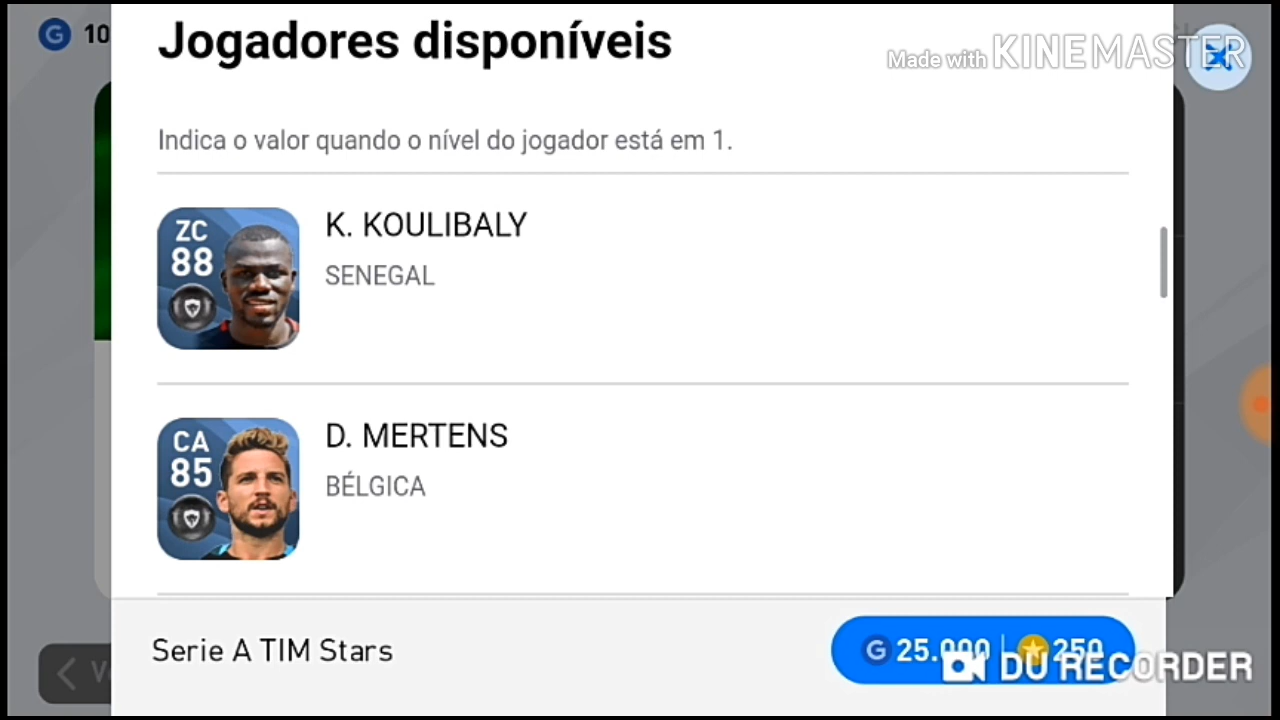 G 10
Jogadores disponíveis
Made with KINEMASTER
Indica o valor quando o nível do jogador está em 1.
ZC
88
K. KOULIBALY
SENEGAL
CA
85
D. MERTENS
BÉLGICA
Serie A TIM Stars
G 25.000 | 250
DU RECORDER